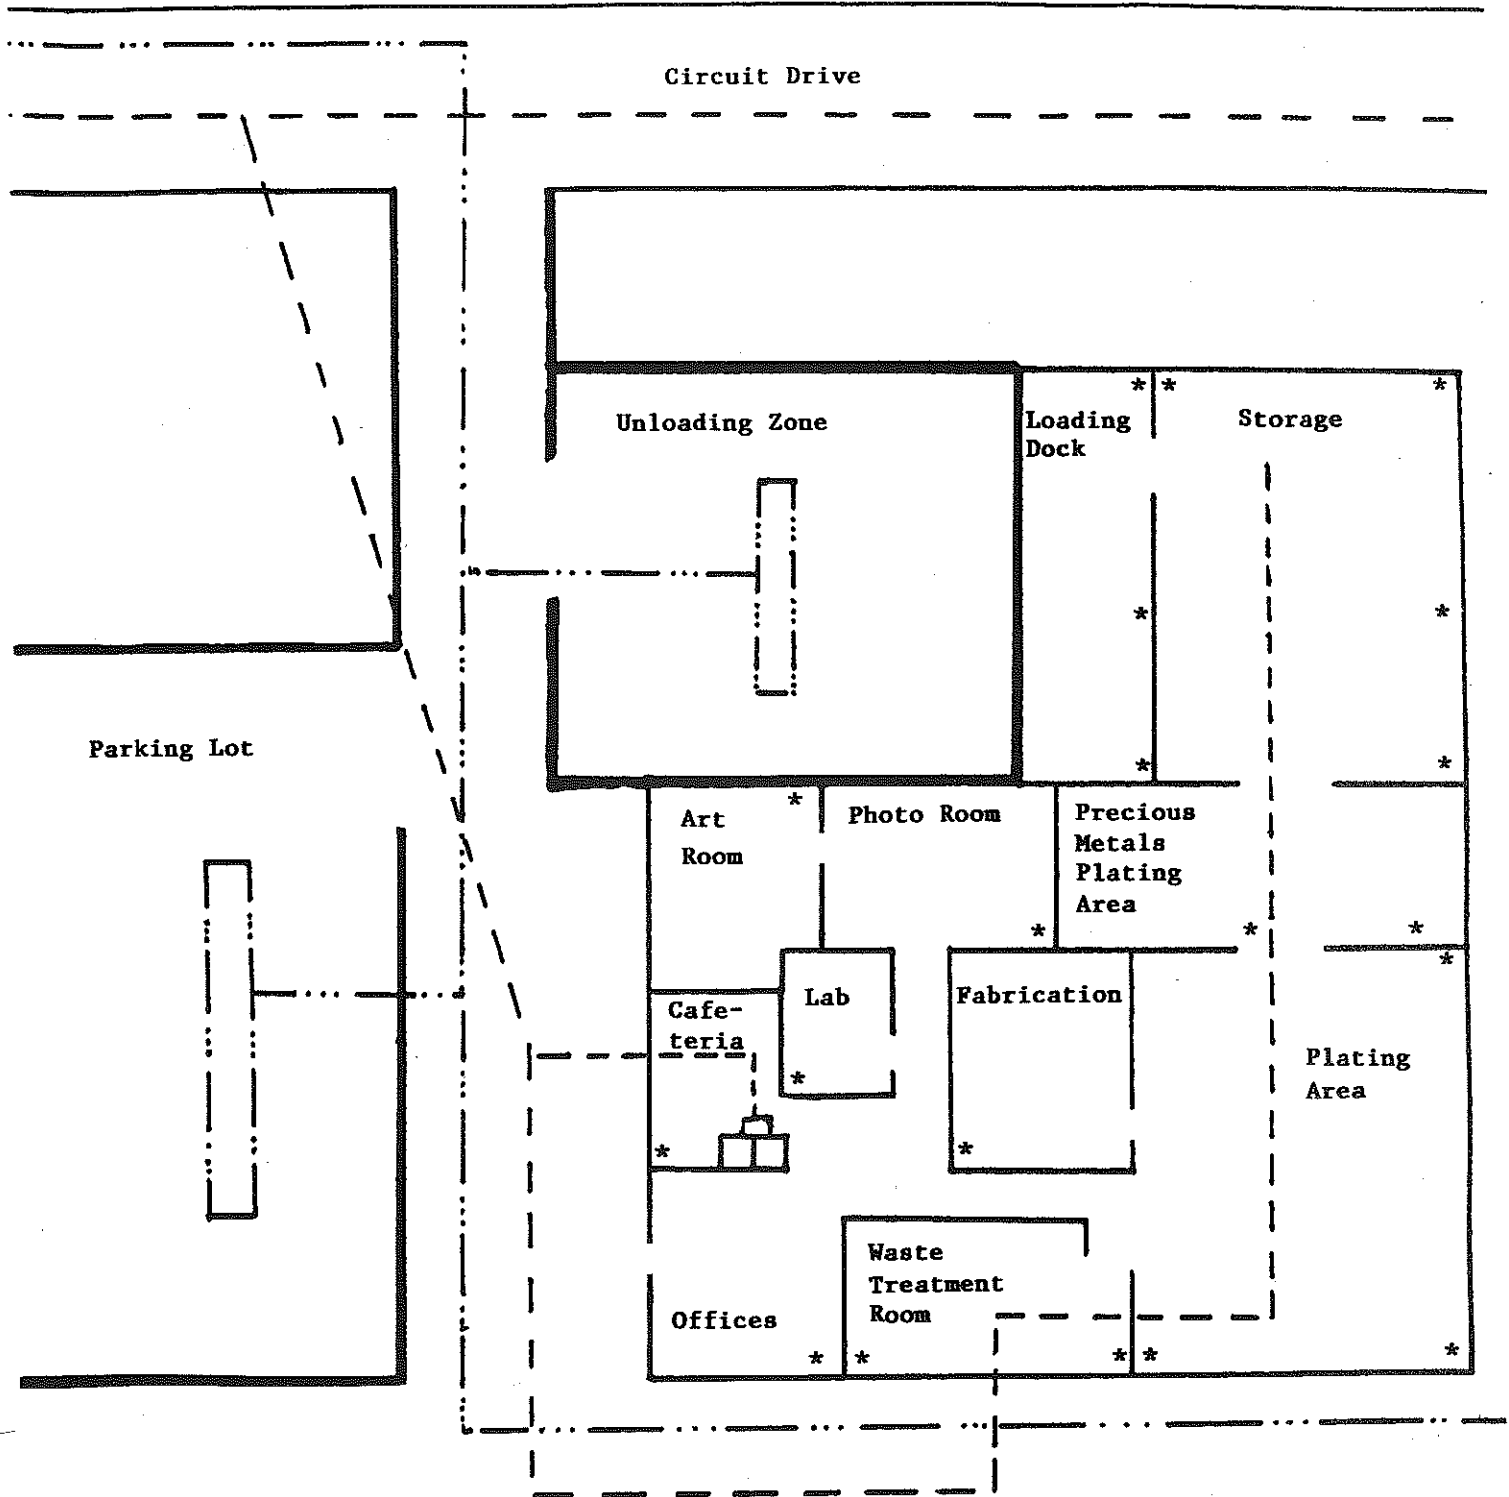 Circuit Drive
Unloading Zone
Loading
Dock
Storage
Parking Lot
Art
Room
Photo Room
Precious
Metals
Plating
Area
Lab
Fabrication
Cafe-
teria
Plating
Area
Waste
Treatment
Room
Offices